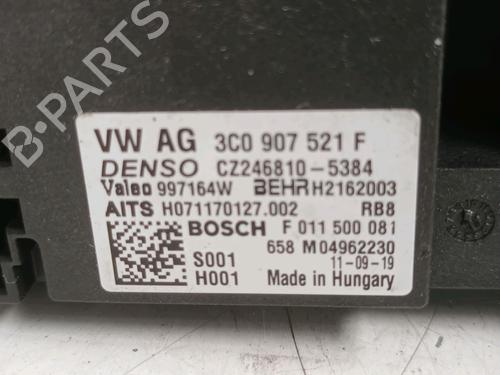 VW AG 3C0 907 521 F
DENSO CZ246810-5384
Valeo 997164W BEHR H2162003
AITS H071170127.002 RB8
BOSCH F 011 500 081
658 M04962230
S001 11-09-19
H001 Made in Hungary
B-PARTS